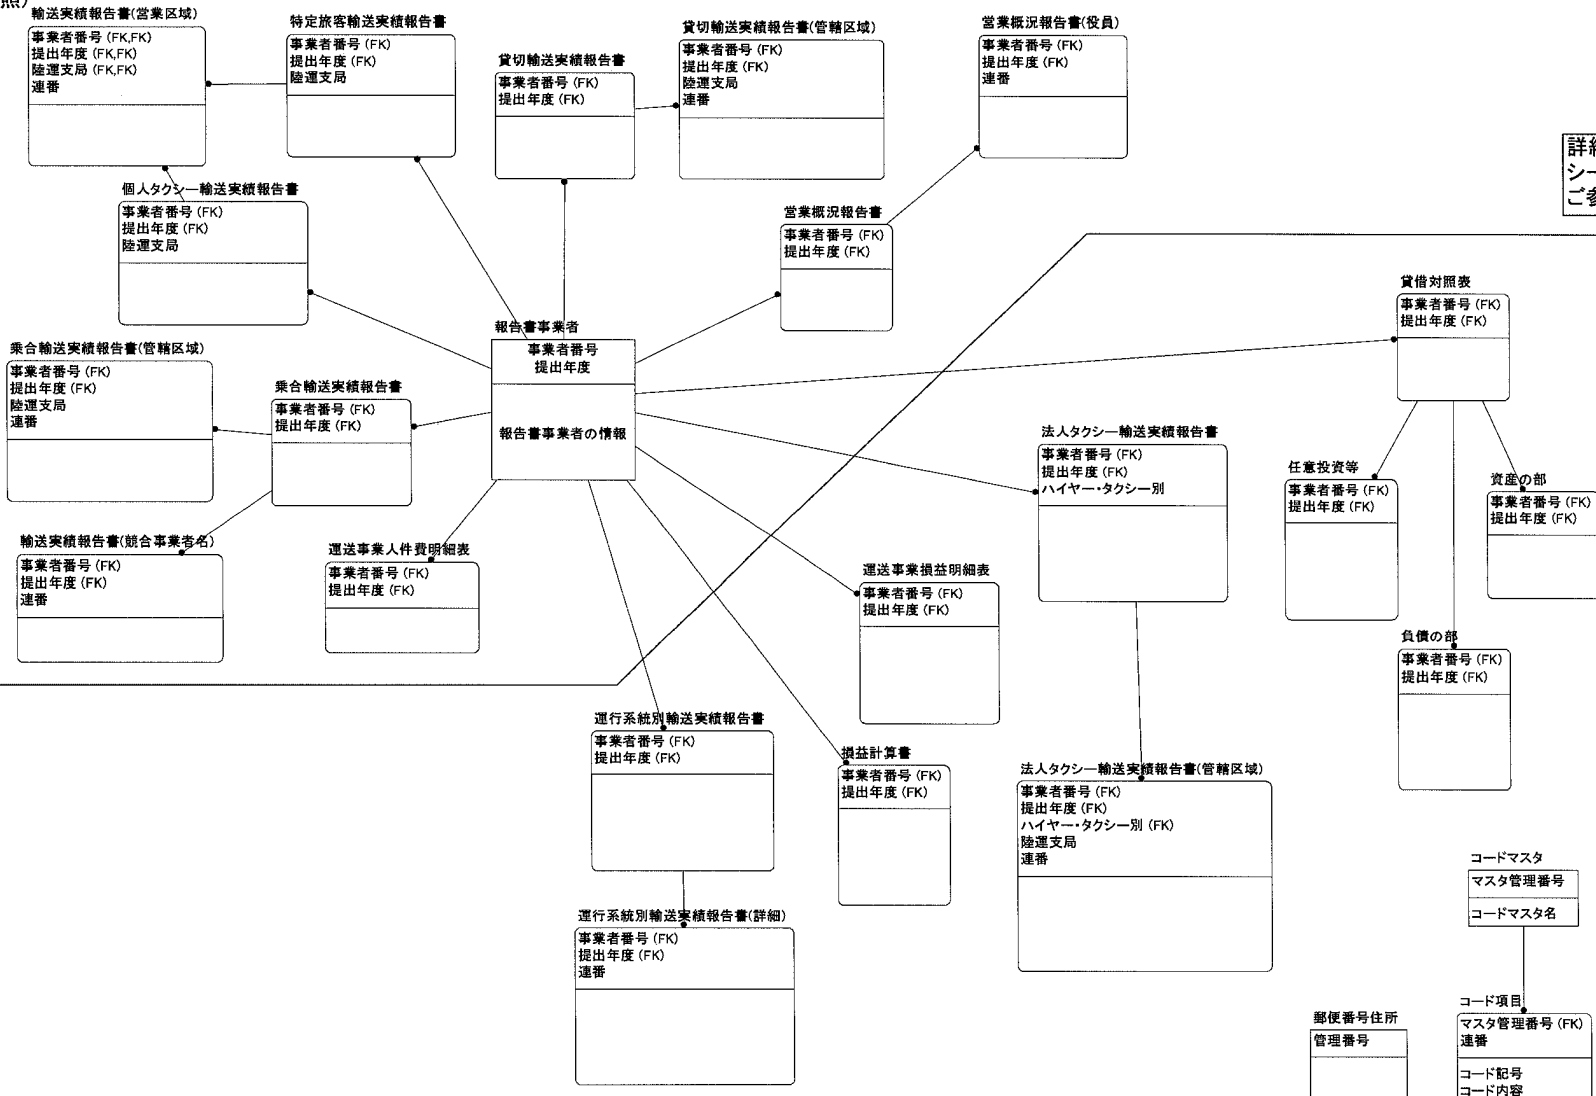 照)
輸送実績報告書(営業区域)
事業者番号 (FK,FK)
提出年度 (FK,FK)
陸運支局 (FK,FK)
連番
特定旅客輸送実績報告書
事業者番号 (FK)
提出年度 (FK)
陸運支局
貸切輸送実績報告書
事業者番号 (FK)
提出年度 (FK)
貸切輸送実績報告書(管轄区域)
事業者番号 (FK)
提出年度 (FK)
陸運支局
連番
営業概況報告書(役員)
事業者番号 (FK)
提出年度 (FK)
連番
個人タクシー輸送実績報告書
事業者番号 (FK)
提出年度 (FK)
陸運支局
営業概況報告書
事業者番号 (FK)
提出年度 (FK)
貸借対照表
事業者番号 (FK)
提出年度 (FK)
報告書事業者
事業者番号
提出年度
報告書事業者の情報
乗合輸送実績報告書(管轄区域)
事業者番号 (FK)
提出年度 (FK)
陸運支局
連番
乗合輸送実績報告書
事業者番号 (FK)
提出年度 (FK)
法人タクシー輸送実績報告書
事業者番号 (FK)
提出年度 (FK)
ハイヤー・タクシー別
任意投資等
事業者番号 (FK)
提出年度 (FK)
資産の部
事業者番号 (FK)
提出年度 (FK)
輸送実績報告書(競合事業者名)
事業者番号 (FK)
提出年度 (FK)
連番
運送事業人件費明細表
事業者番号 (FK)
提出年度 (FK)
運送事業損益明細表
事業者番号 (FK)
提出年度 (FK)
負債の部
事業者番号 (FK)
提出年度 (FK)
運行系統別輸送実績報告書
事業者番号 (FK)
提出年度 (FK)
損益計算書
事業者番号 (FK)
提出年度 (FK)
法人タクシー輸送実績報告書(管轄区域)
事業者番号 (FK)
提出年度 (FK)
ハイヤー・タクシー別 (FK)
陸運支局
連番
運行系統別輸送実績報告書(詳細)
事業者番号 (FK)
提出年度 (FK)
連番
コードマスタ
マスタ管理番号
コードマスタ名
郵便番号住所
管理番号
コード項目
マスタ管理番号 (FK)
連番
コード記号
コード内容